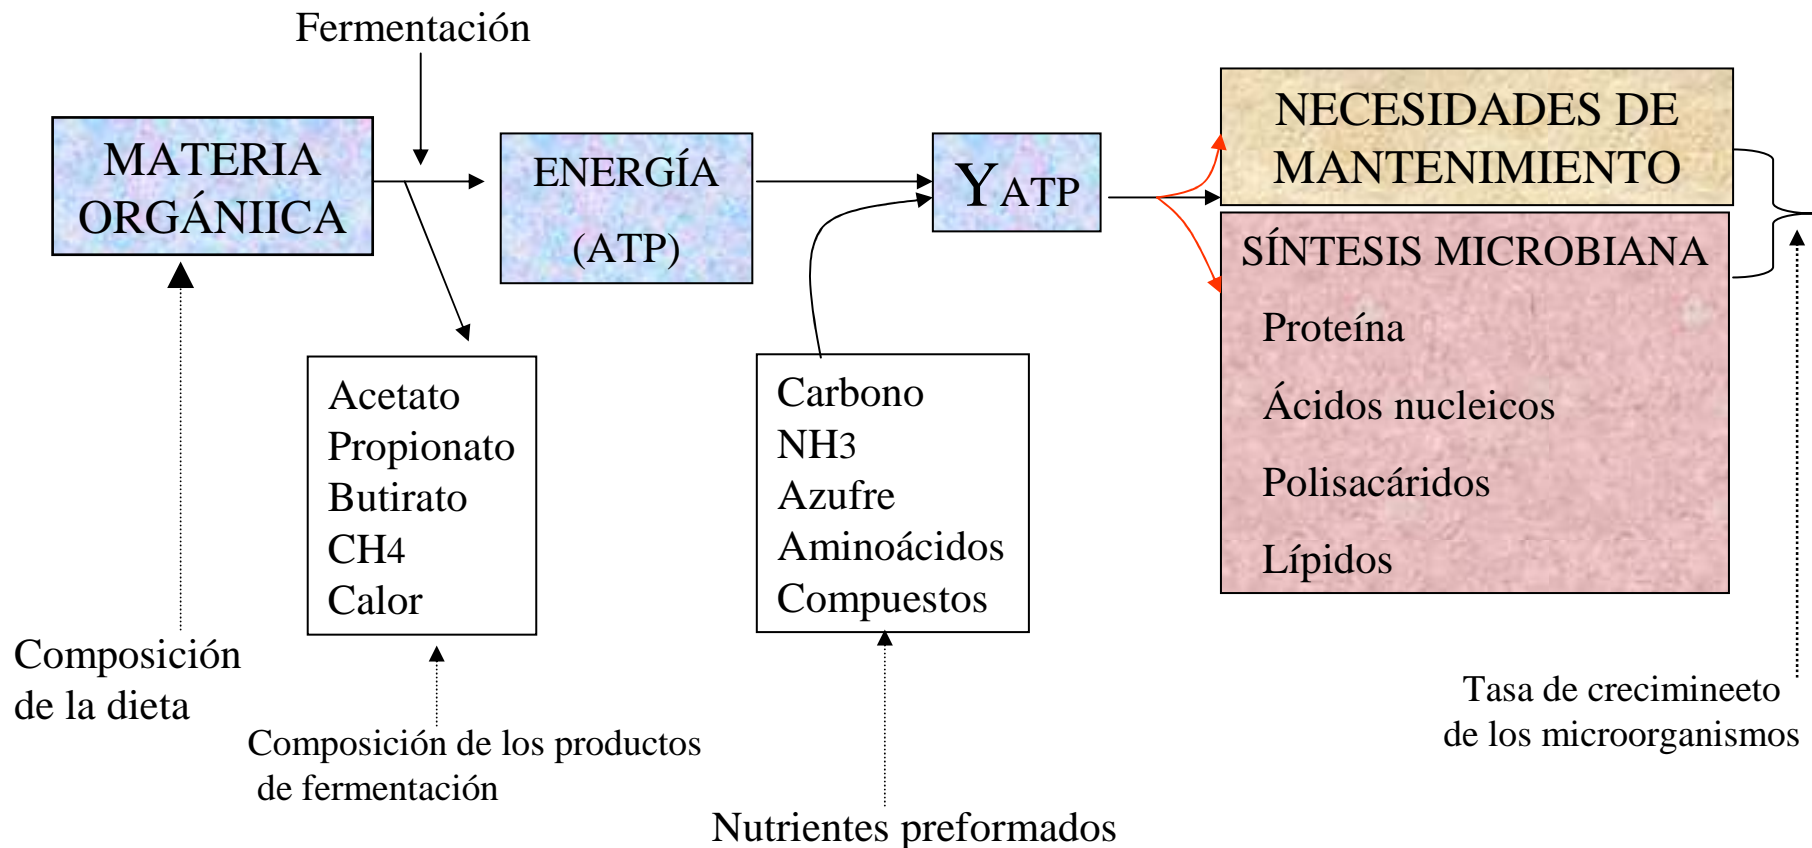 Fermentación
MATERIA
ORGÁNIICA
ENERGÍA
(ATP)
YATP
NECESIDADES DE
MANTENIMIENTO
SÍNTESIS MICROBIANA
Proteína
Ácidos nucleicos
Polisacáridos
Lípidos
Acetato
Propionato
Butirato
CH4
Calor
Carbono
NH3
Azufre
Aminoácidos
Compuestos
Composición
de la dieta
Composición de los productos
de fermentación
Nutrientes preformados
Tasa de crecimineeto
de los microorganismos